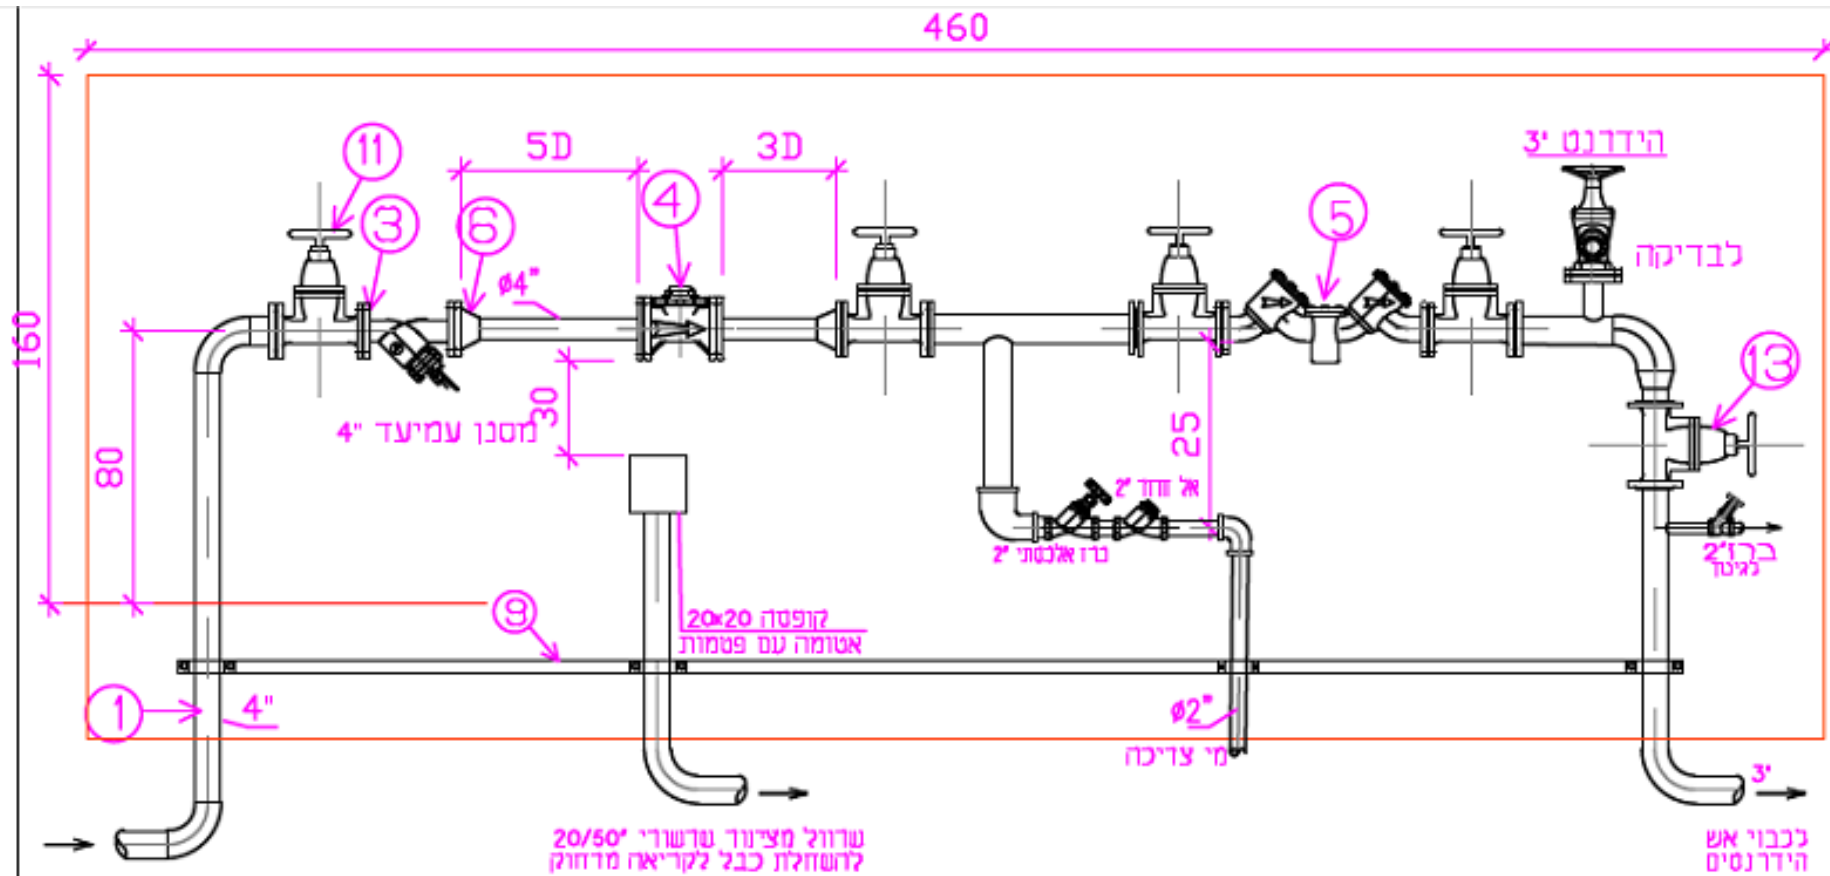 460
5D
3D
הידרנט "3
11
3
6
4
5
לבדיקה
Ø4"
160
13
30
25
מסנן עמיעד "4
80
אל חוזר "2
ברז אלכסוני "2
ברז "2
לגינון
9
קופסה 20x20
אטומה עם פטמות
1
4"
Ø2"
מי צריכה
3"
שרוול מצינור שרשורי "20/50
להשחלת כבל לקריאה מרחוק
לכבוי אש
הידרנטים